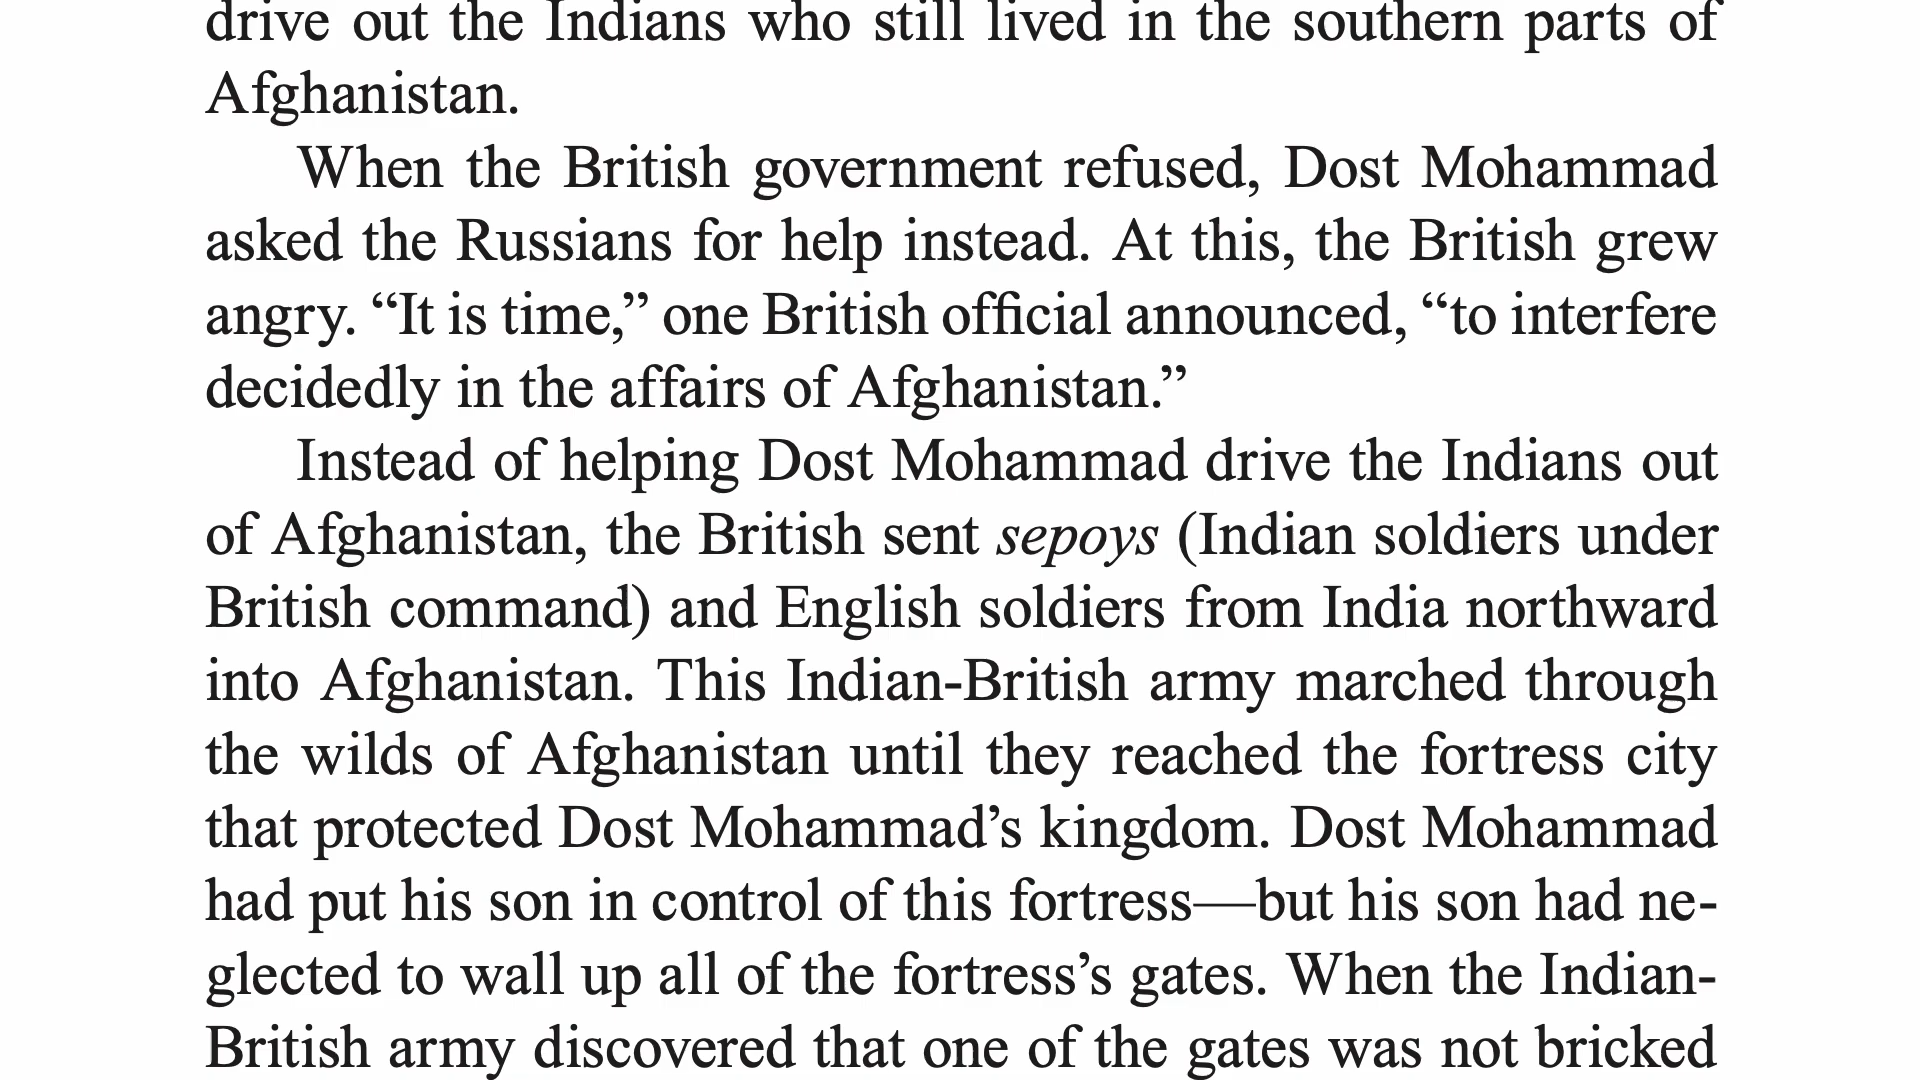 drive out the Indians who still lived in the southern parts of
Afghanistan.
When the British government refused, Dost Mohammad
asked the Russians for help instead. At this, the British grew
angry. “It is time,” one British official announced, “to interfere
decidedly in the affairs of Afghanistan.”
Instead of helping Dost Mohammad drive the Indians out
of Afghanistan, the British sent sepoys (Indian soldiers under
British command) and English soldiers from India northward
into Afghanistan. This Indian-British army marched through
the wilds of Afghanistan until they reached the fortress city
that protected Dost Mohammad’s kingdom. Dost Mohammad
had put his son in control of this fortress—but his son had ne-
glected to wall up all of the fortress’s gates. When the Indian-
British army discovered that one of the gates was not bricked